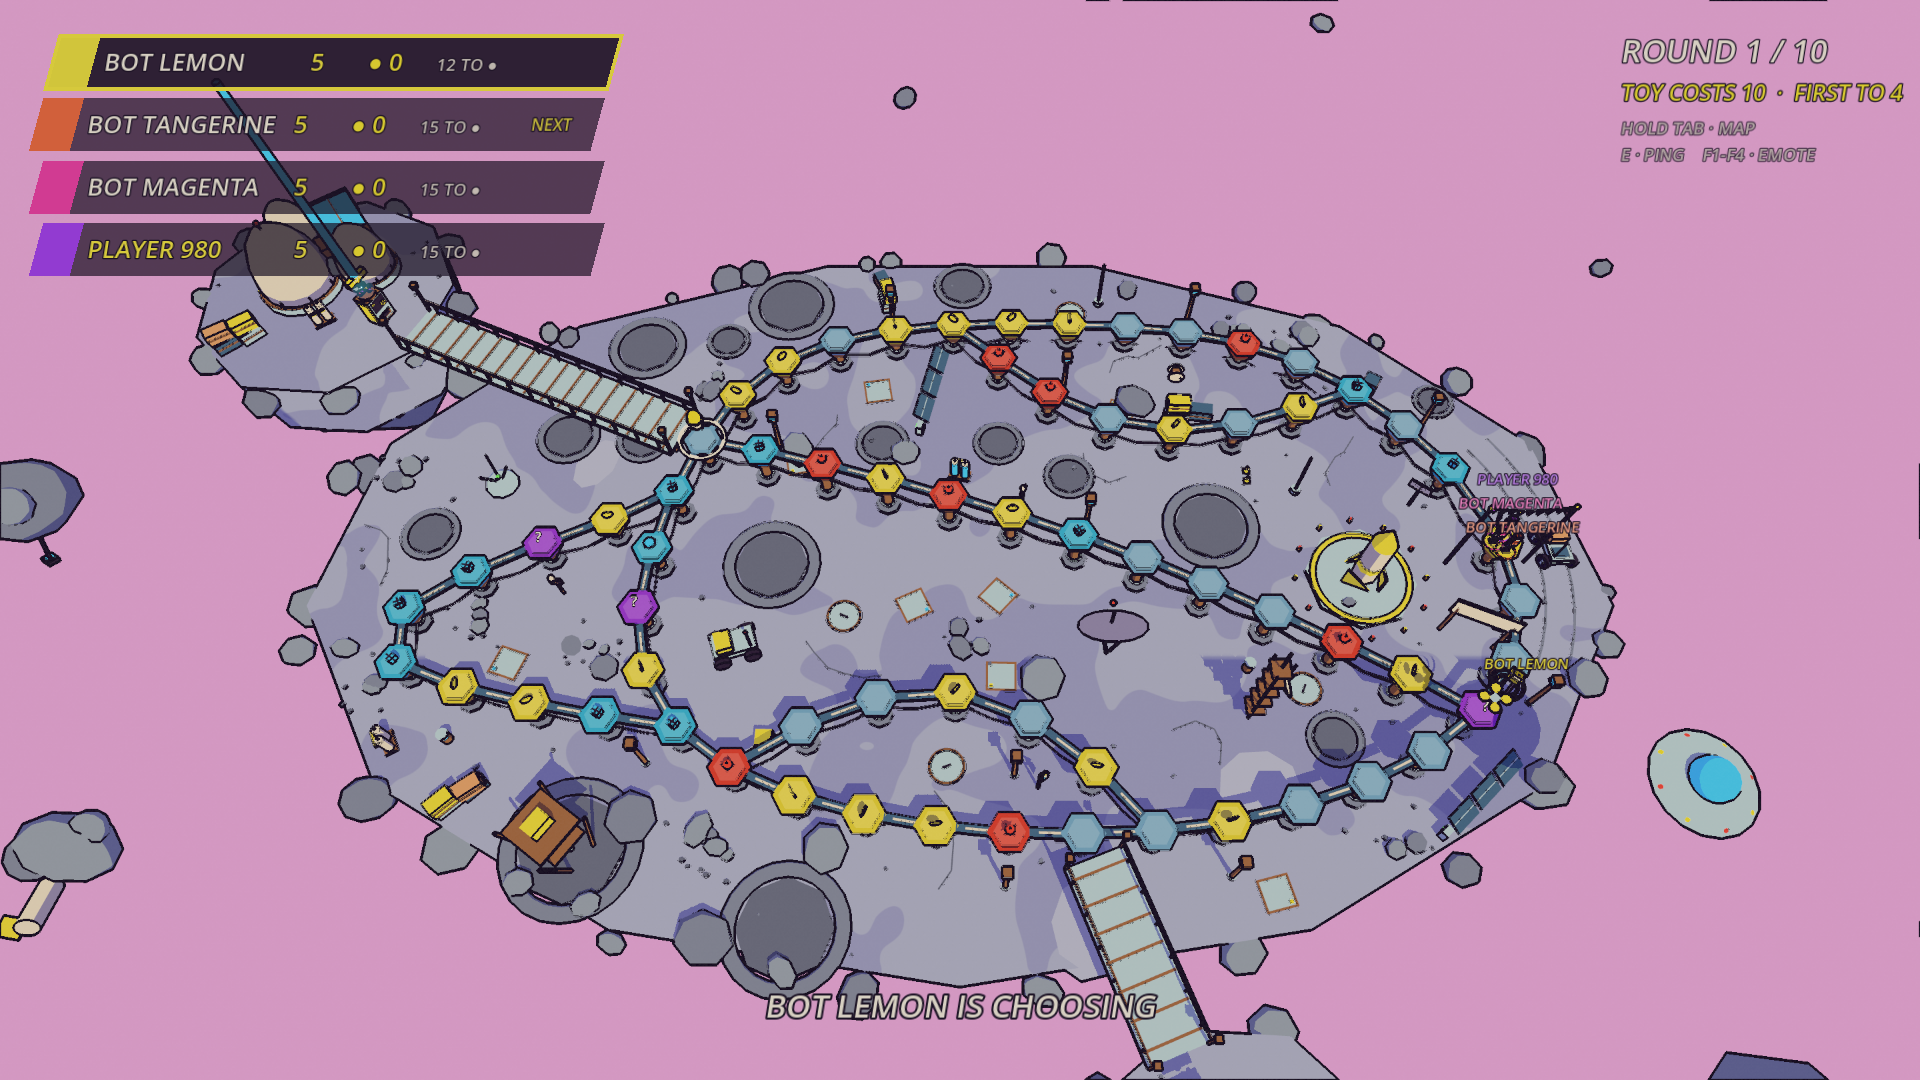 BOT LEMON 5 ● 0 12 TO ●
BOT TANGERINE 5 ● 0 15 TO ● NEXT
BOT MAGENTA 5 ● 0 15 TO ●
PLAYER 980 5 ● 0 15 TO ●
ROUND 1 / 10
TOY COSTS 10 · FIRST TO 4
HOLD TAB · MAP
E · PING F1-F4 · EMOTE
?
?
PLAYER 980
BOT MAGENTA
BOT TANGERINE
BOT LEMON
BOT LEMON IS CHOOSING